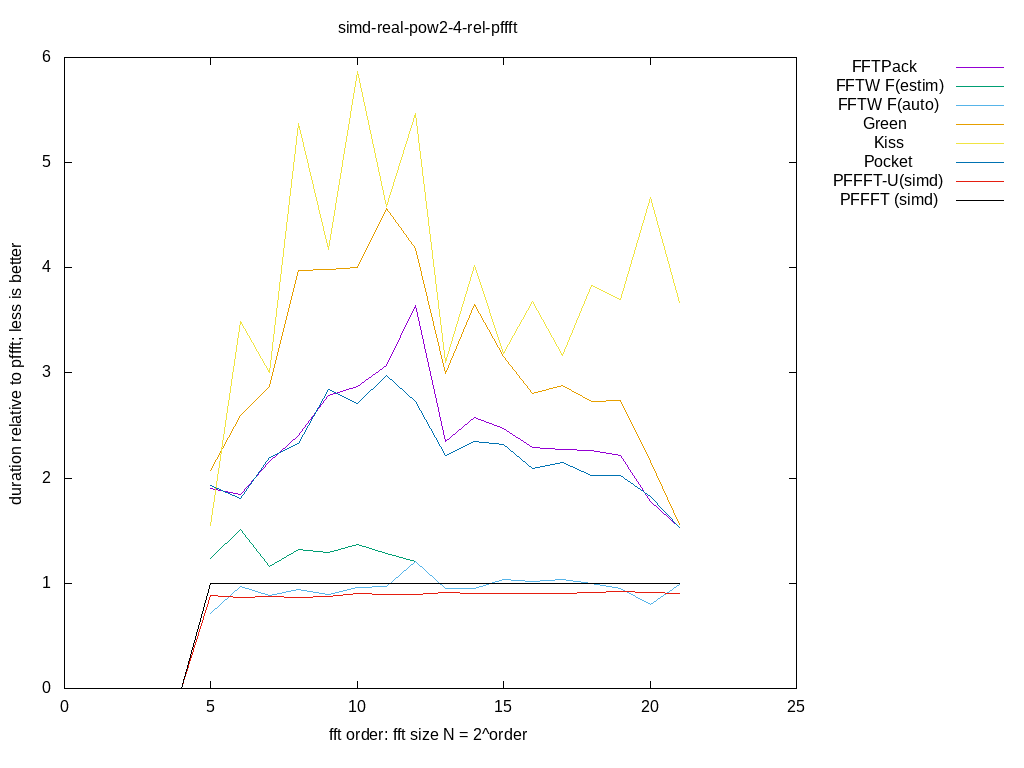 simd-real-pow2-4-rel-pffft
6
5
4
3
2
1
0
0
5
10
15
20
25
duration relative to pffft; less is better
fft order: fft size N = 2^order
FFTPack
FFTW F(estim)
FFTW F(auto)
Green
Kiss
Pocket
PFFFT-U(simd)
PFFFT (simd)